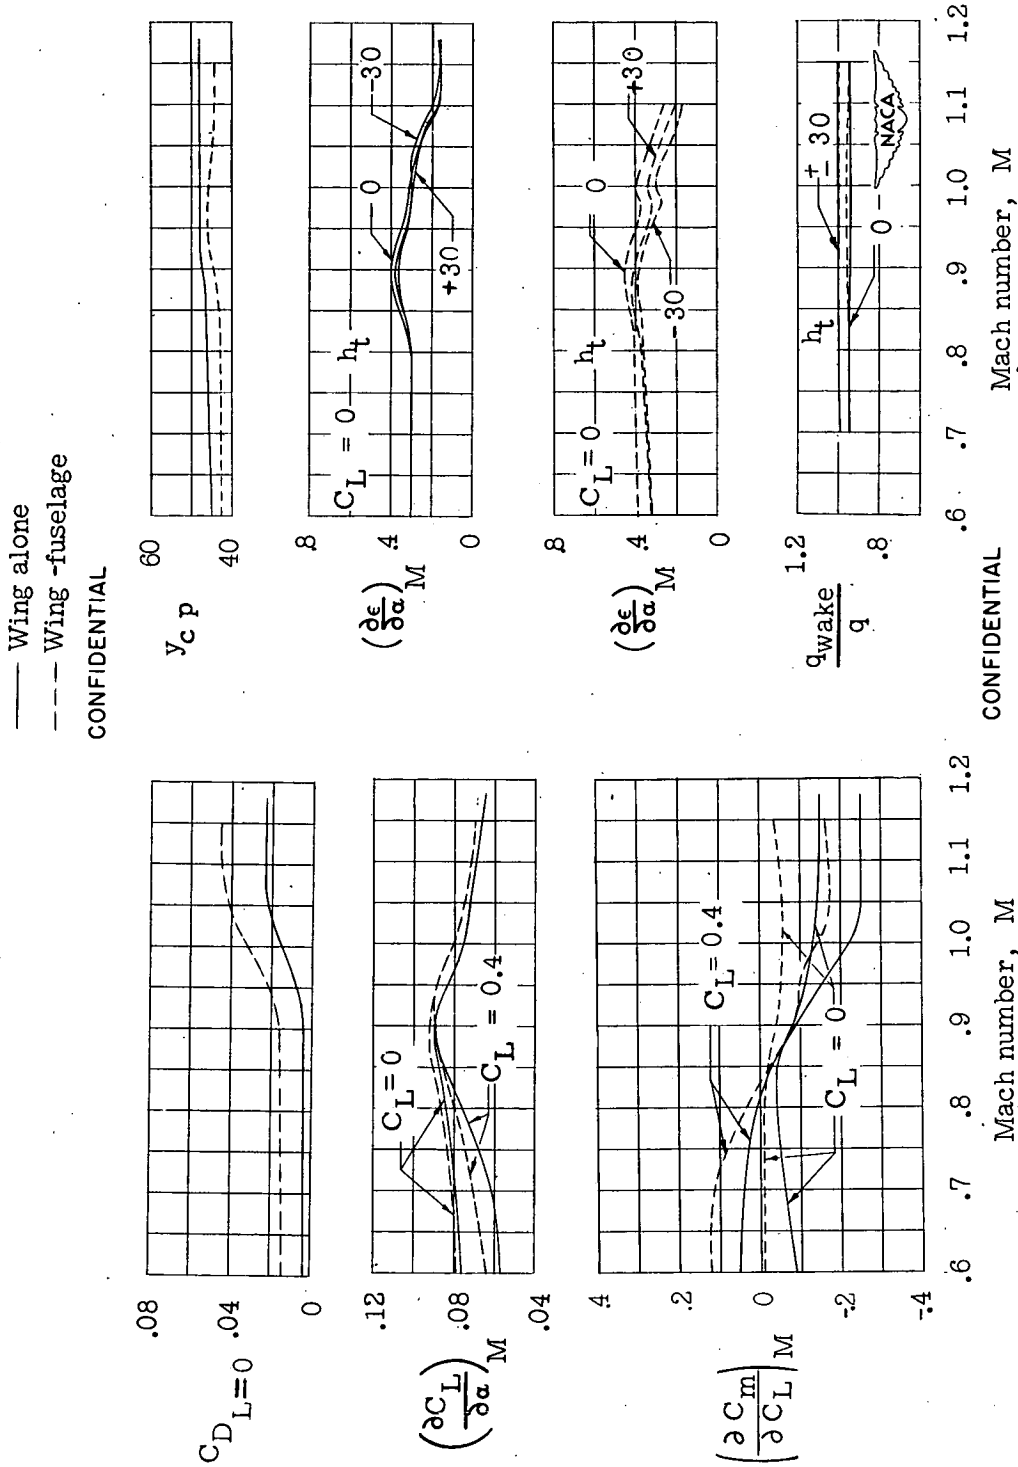 —— Wing alone
--- Wing -fuselage
CONFIDENTIAL
C_{D_{L=0}}
.08
.04
0
(∂C_L/∂α)_M
.12
.08
.04
C_L = 0
C_L = 0.4
(∂C_m/∂C_L)_M
.4
.2
0
-.2
-.4
C_L = 0.4
C_L = 0
.6 .7 .8 .9 1.0 1.1 1.2
Mach number, M
y_{c p}
60
40
(∂ϵ/∂α)_M
.8
.4
0
C_L = 0
h_t
0
-30
+30
(∂ϵ/∂α)_M
.8
.4
0
C_L = 0
h_t
0
+30
-30
q_wake/q
1.2
.8
h_t
± 30
0
NACA
.6 .7 .8 .9 1.0 1.1 1.2
Mach number, M
CONFIDENTIAL